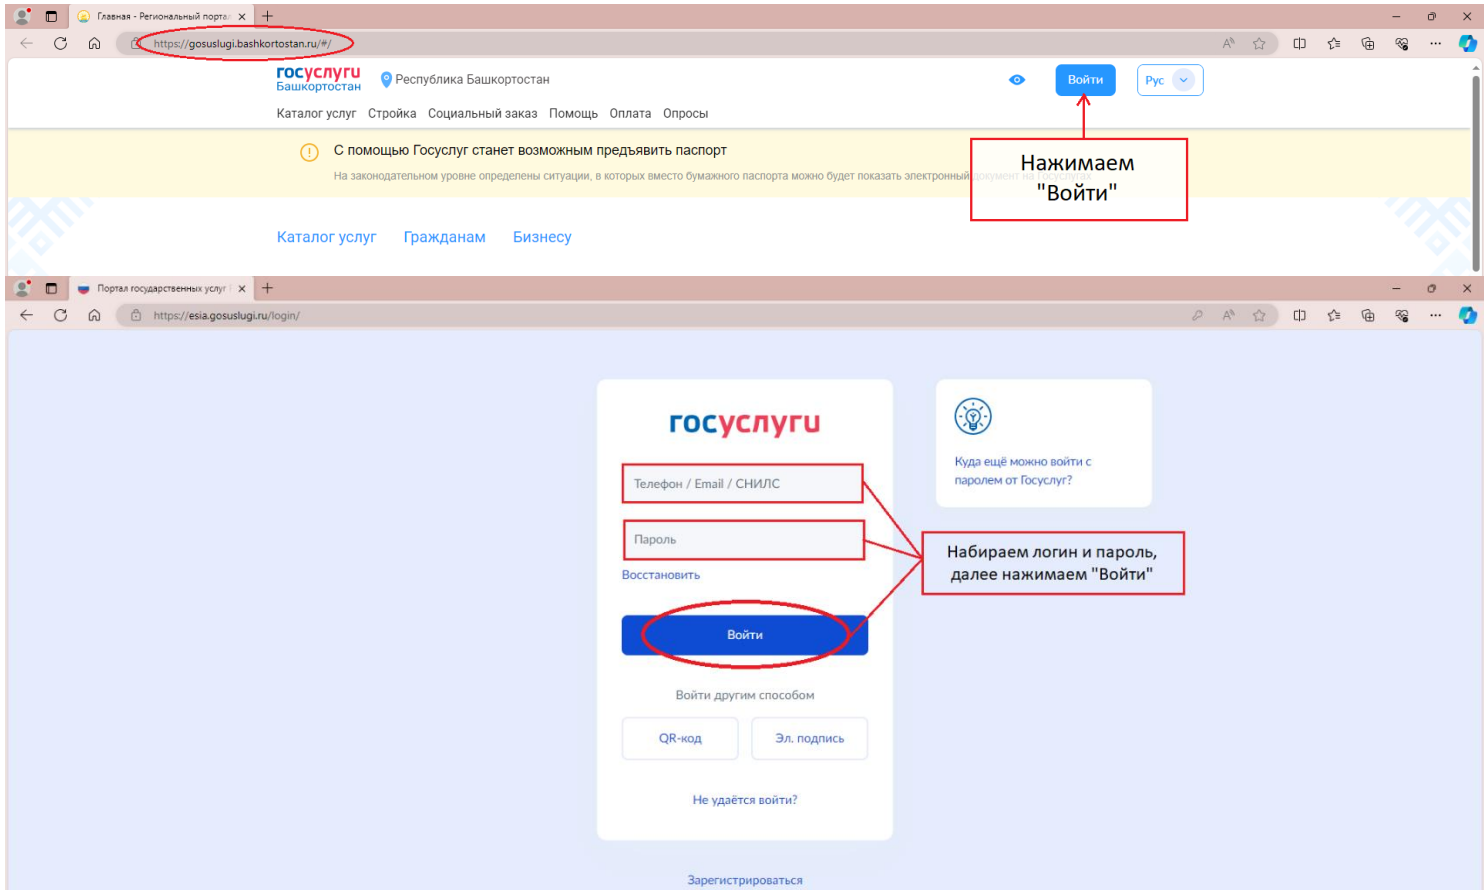 Главная - Региональный портал
https://gosuslugi.bashkortostan.ru/#/
госуслуги
Башкортостан
Республика Башкортостан
Войти
Рус
Каталог услуг Стройка Социальный заказ Помощь Оплата Опросы
С помощью Госуслуг станет возможным предъявить паспорт
На законодательном уровне определены ситуации, в которых вместо бумажного паспорта можно будет показать электронный документ на Госуслугах
Нажимаем
"Войти"
Каталог услуг Гражданам Бизнесу
Портал государственных услуг
https://esia.gosuslugi.ru/login/
госуслуги
Телефон / Email / СНИЛС
Пароль
Восстановить
Войти
Войти другим способом
QR-код Эл. подпись
Не удаётся войти?
Зарегистрироваться
Куда ещё можно войти с
паролем от Госуслуг?
Набираем логин и пароль,
далее нажимаем "Войти"